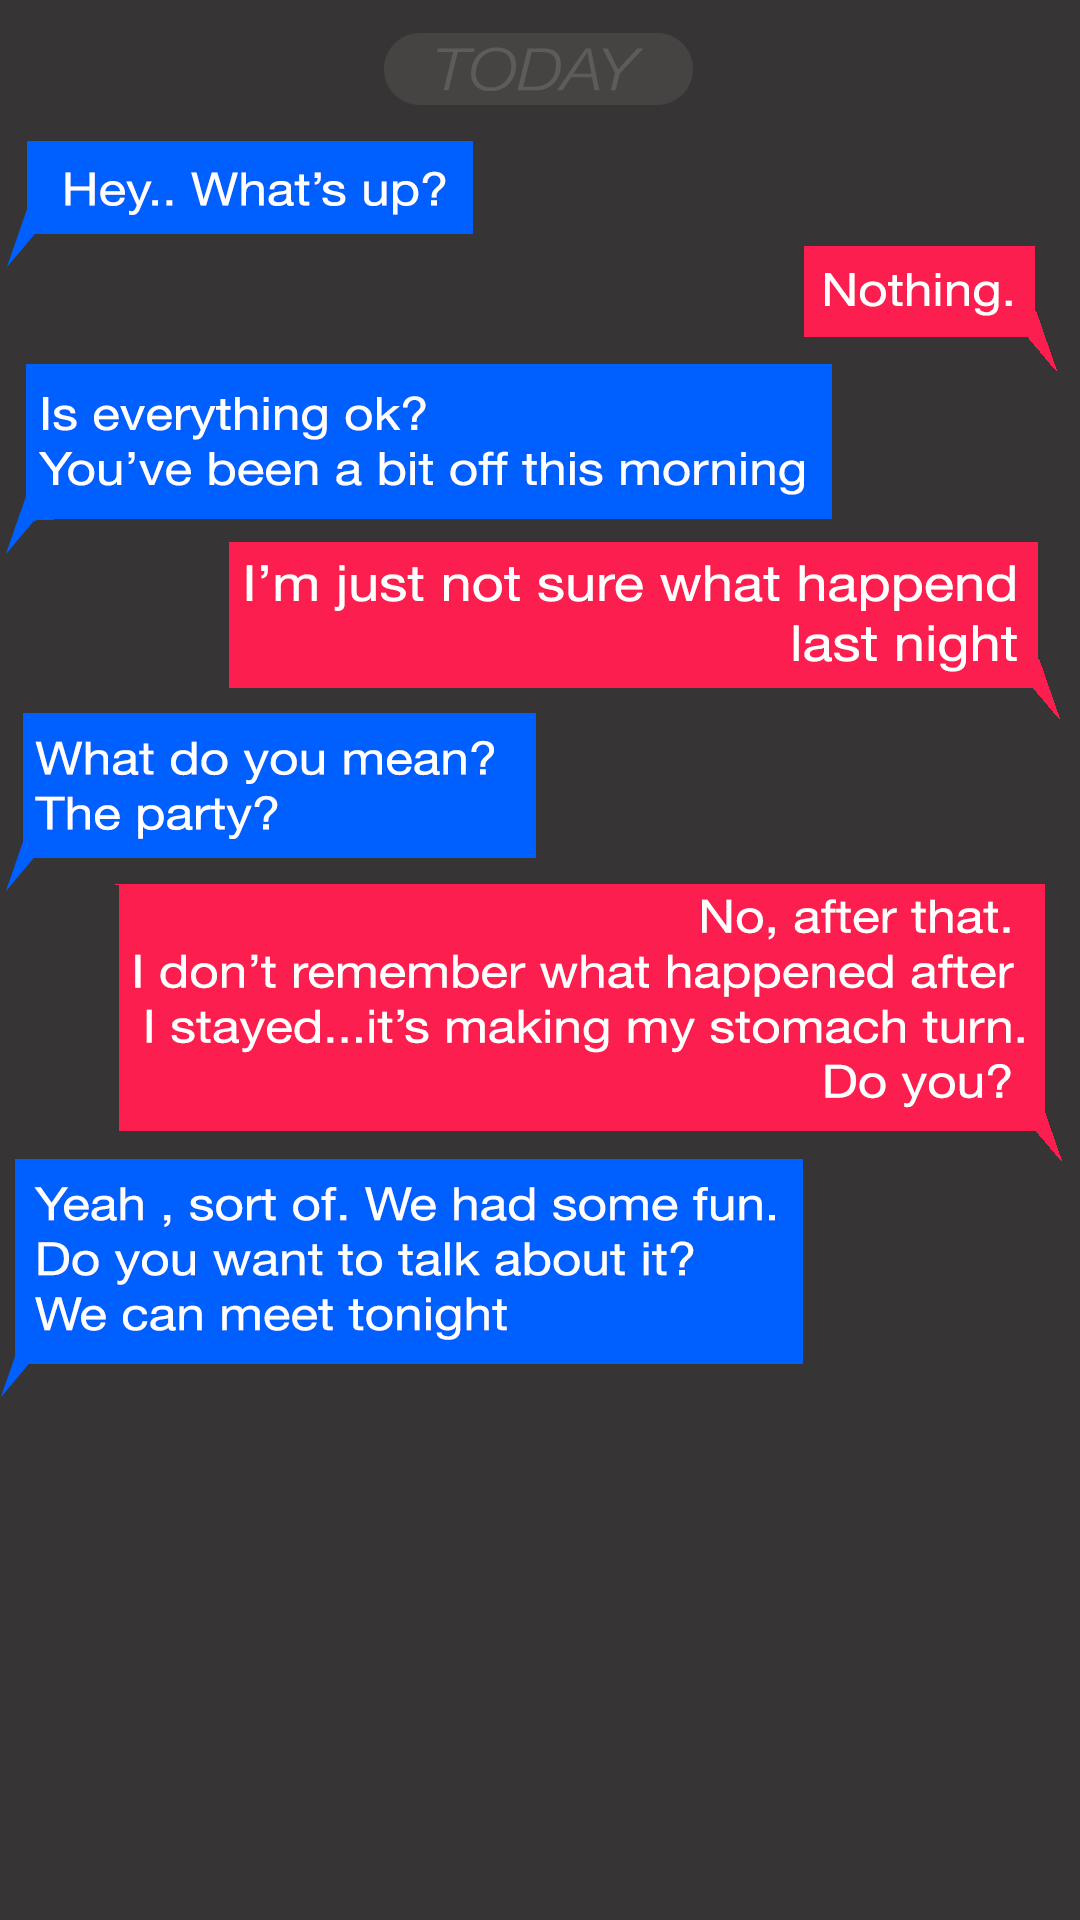 TODAY
Hey.. What’s up?
Nothing.
Is everything ok?
You’ve been a bit off this morning
I’m just not sure what happend
last night
What do you mean?
The party?
No, after that.
I don’t remember what happened after
I stayed...it’s making my stomach turn.
Do you?
Yeah , sort of. We had some fun.
Do you want to talk about it?
We can meet tonight